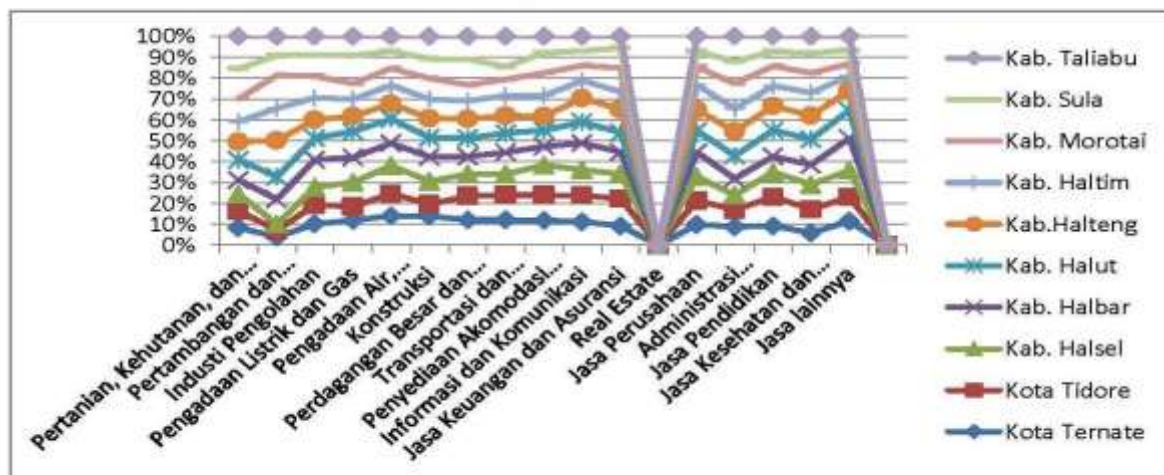 100%
90%
80%
70%
60%
50%
40%
30%
20%
10%
0%
Pertanian, Kehutanan, dan...
Pertambangan dan...
Industi Pengolahan
Pengadaan Listrik dan Gas
Pengadaan Air,...
Konstruksi
Perdagangan Besar dan...
Transportasi dan...
Penyediaan Akomodasi...
Informasi dan Komunikasi
Jasa Keuangan dan Asuransi
Real Estate
Jasa Perusahaan
Administrasi...
Jasa Pendidikan
Jasa Kesehatan dan...
Jasa lainnya
Kab. Taliabu
Kab. Sula
Kab. Morotai
Kab. Haltim
Kab.Halteng
Kab. Halut
Kab. Halbar
Kab. Halsel
Kota Tidore
Kota Ternate